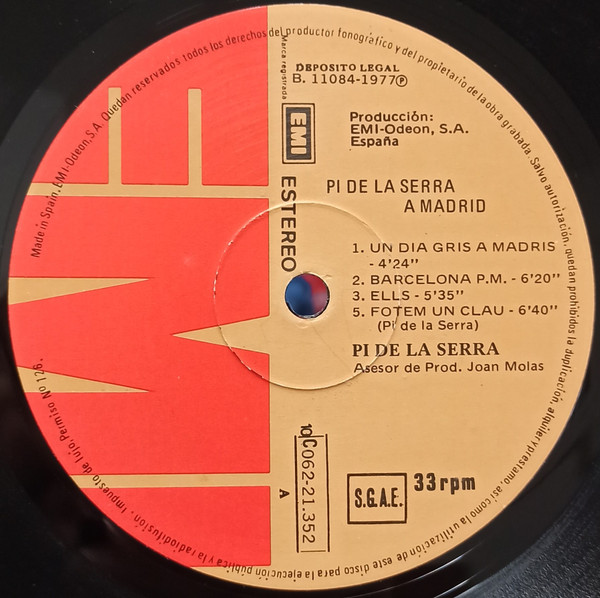 Made in Spain. EMI-Odeon, S.A. Quedan reservados todos los derechos del productor fonográfico y del propietario de la obra grabada. Salvo autorización, quedan prohibidos la duplicación, alquiler y prestamo, así como la utilización de este disco para la ejecución pública y la radiodifusion. Impuesto de lujo, Permiso Nº 126.
Marca registrada
EMI
ESTEREO
DEPOSITO LEGAL
B. 11084-1977 Ⓟ
Producción:
EMI-Odeon, S.A.
España
PI DE LA SERRA
A MADRID
1. UN DIA GRIS A MADRIS
- 4'24"
2. BARCELONA P.M. - 6'20"
3. ELLS - 5'35"
5. FOTEM UN CLAU - 6'40"
(Pi de la Serra)
PI DE LA SERRA
Asesor de Prod. Joan Molas
10C062-21.352
A
S.G.A.E.
33 rpm